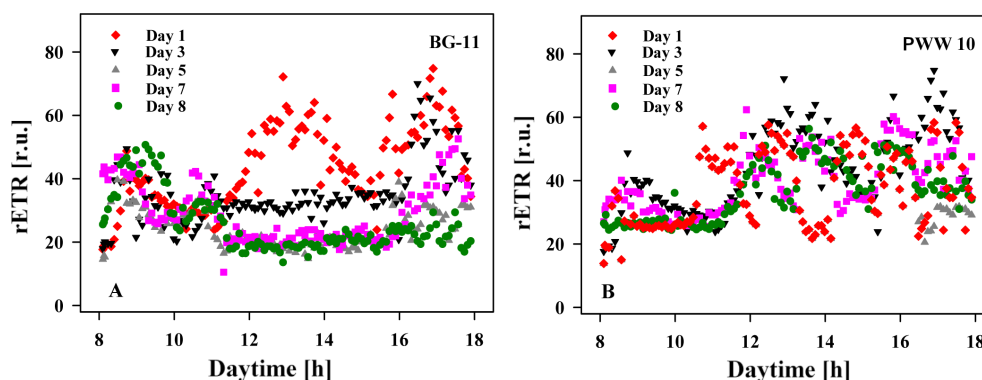 BG-11
Day 1
Day 3
Day 5
Day 7
Day 8
80
60
40
20
0
rETR [r.u.]
A
8 10 12 14 16 18
Daytime [h]
PWW 10
Day 1
Day 3
Day 5
Day 7
Day 8
80
60
40
20
0
rETR [r.u.]
B
8 10 12 14 16 18
Daytime [h]